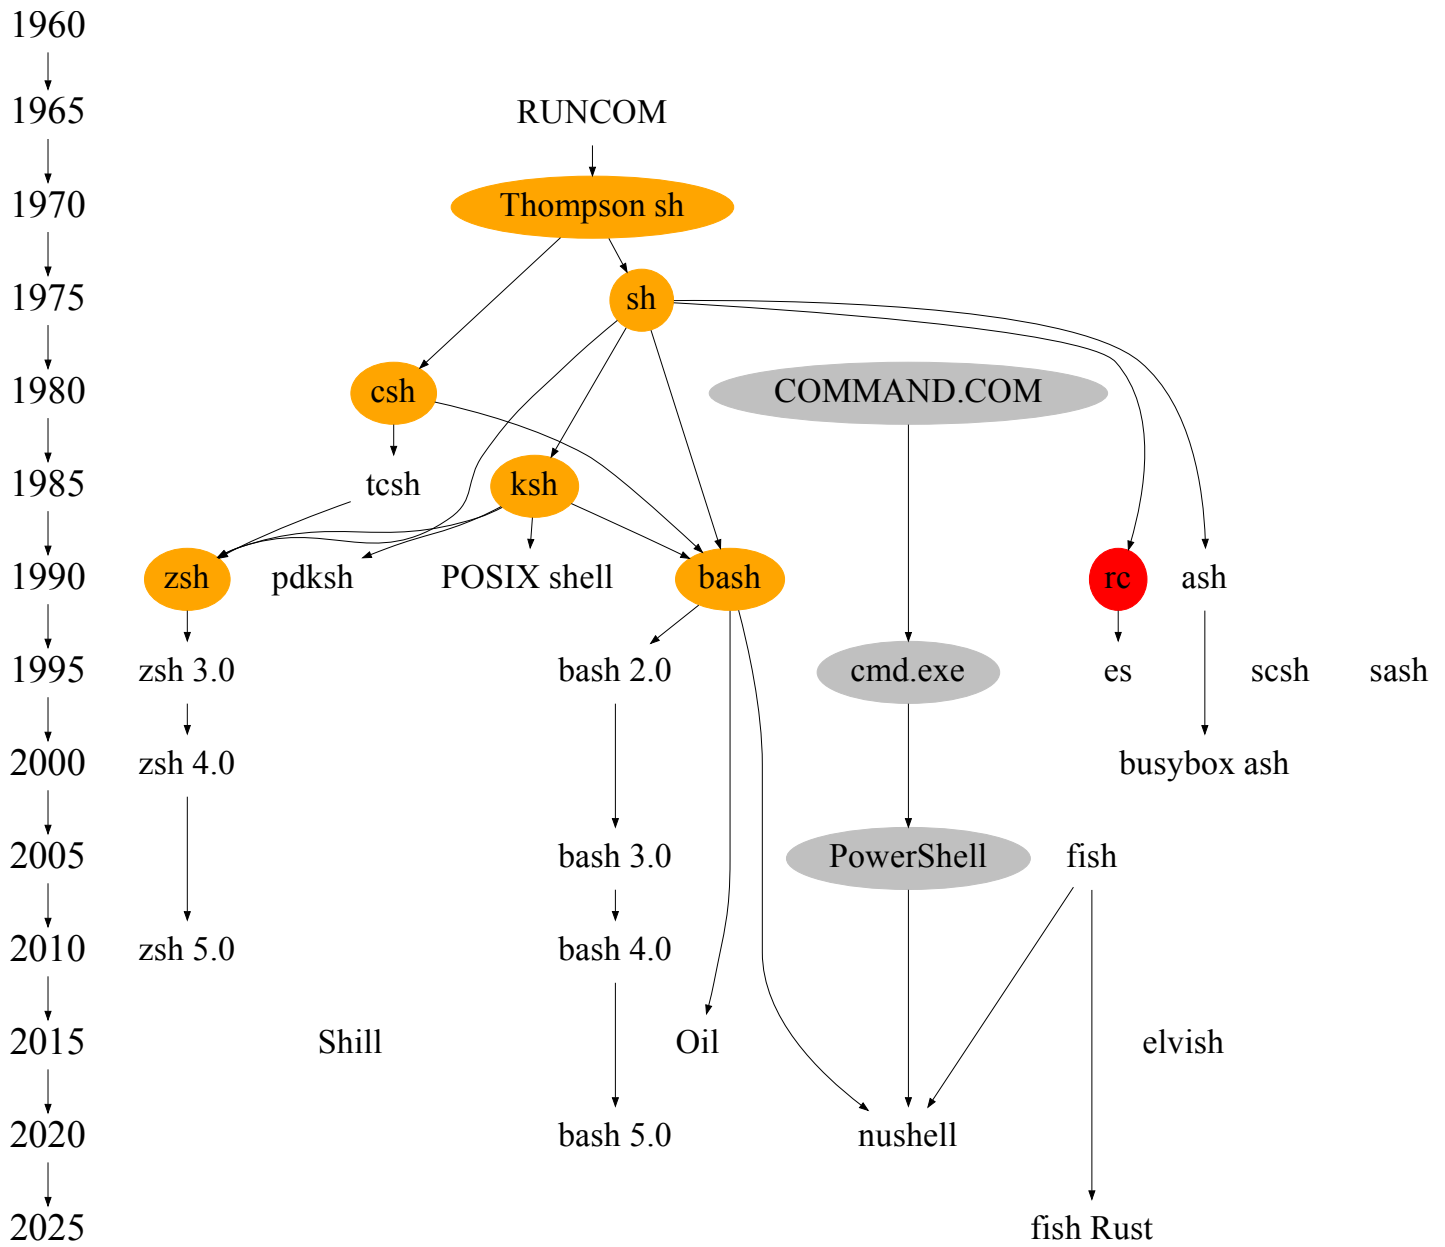 1960
1965 RUNCOM
1970 Thompson sh
1975 sh
1980 csh COMMAND.COM
1985 tcsh ksh
1990 zsh pdksh POSIX shell bash rc ash
1995 zsh 3.0 bash 2.0 cmd.exe es scsh sash
2000 zsh 4.0 busybox ash
2005 bash 3.0 PowerShell fish
2010 zsh 5.0 bash 4.0
2015 Shill Oil elvish
2020 bash 5.0 nushell
2025 fish Rust